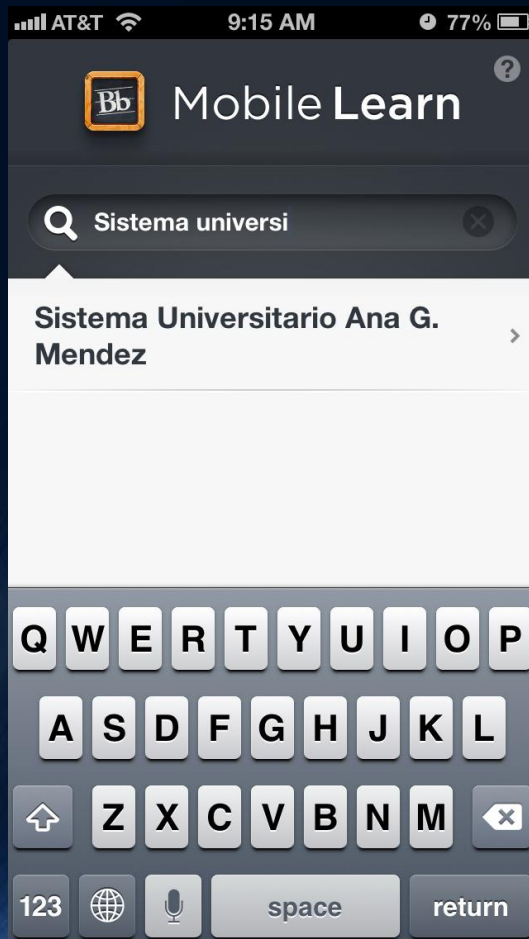 AT&T 9:15 AM 77%
?
Bb Mobile Learn
Sistema universi
Sistema Universitario Ana G.
Mendez
Q W E R T Y U I O P
A S D F G H J K L
Z X C V B N M
123 space return